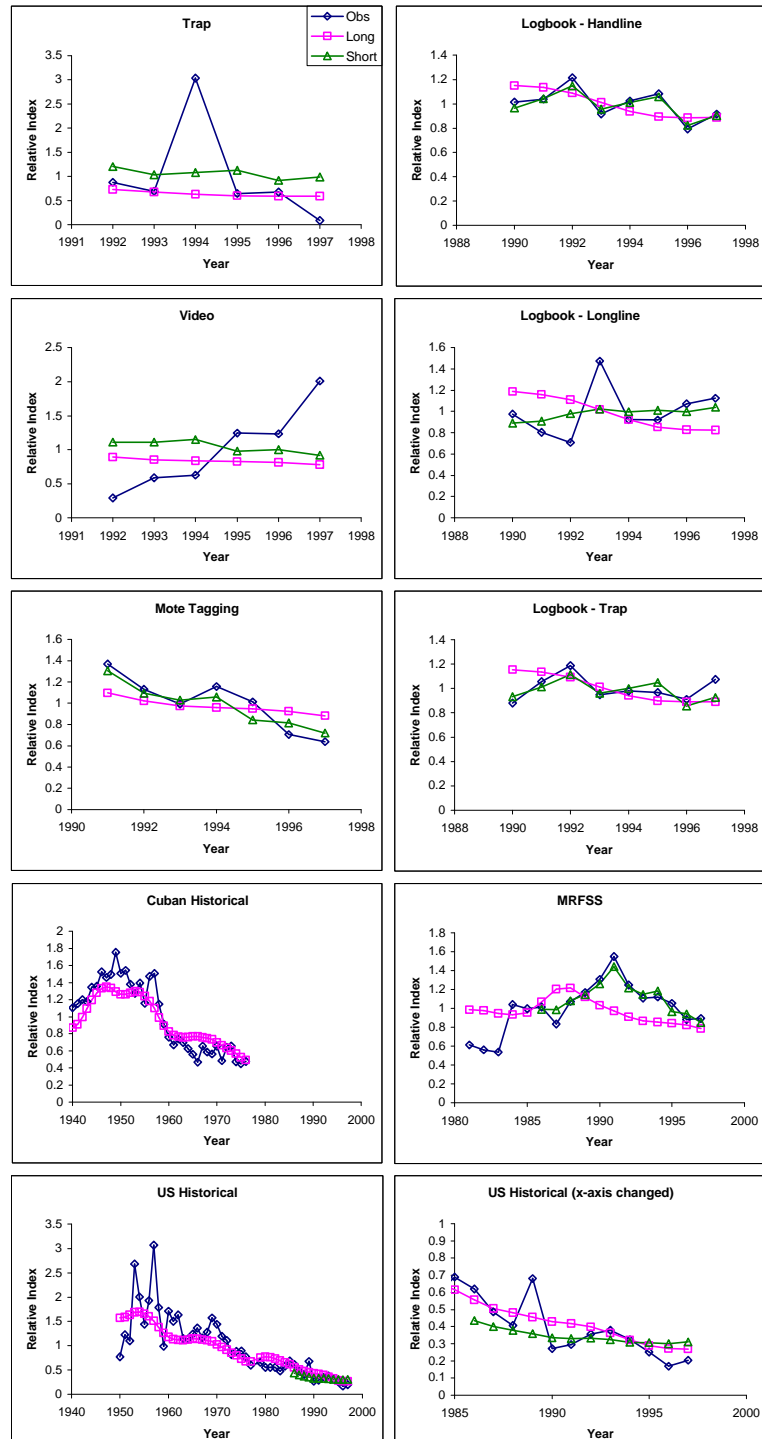 Trap
Obs
Long
Short
3.5
3
2.5
2
1.5
1
0.5
0
Relative Index
1991 1992 1993 1994 1995 1996 1997 1998
Year
Logbook - Handline
1.4
1.2
1
0.8
0.6
0.4
0.2
0
Relative Index
1988 1990 1992 1994 1996 1998
Year
Video
2.5
2
1.5
1
0.5
0
Relative Index
1991 1992 1993 1994 1995 1996 1997 1998
Year
Logbook - Longline
1.6
1.4
1.2
1
0.8
0.6
0.4
0.2
0
Relative Index
1988 1990 1992 1994 1996 1998
Year
Mote Tagging
1.6
1.4
1.2
1
0.8
0.6
0.4
0.2
0
Relative Index
1990 1992 1994 1996 1998
Year
Logbook - Trap
1.4
1.2
1
0.8
0.6
0.4
0.2
0
Relative Index
1988 1990 1992 1994 1996 1998
Year
Cuban Historical
2
1.8
1.6
1.4
1.2
1
0.8
0.6
0.4
0.2
0
Relative Index
1940 1950 1960 1970 1980 1990 2000
Year
MRFSS
1.8
1.6
1.4
1.2
1
0.8
0.6
0.4
0.2
0
Relative Index
1980 1985 1990 1995 2000
Year
US Historical
3.5
3
2.5
2
1.5
1
0.5
0
Relative Index
1940 1950 1960 1970 1980 1990 2000
Year
US Historical (x-axis changed)
1
0.9
0.8
0.7
0.6
0.5
0.4
0.3
0.2
0.1
0
Relative Index
1985 1990 1995 2000
Year